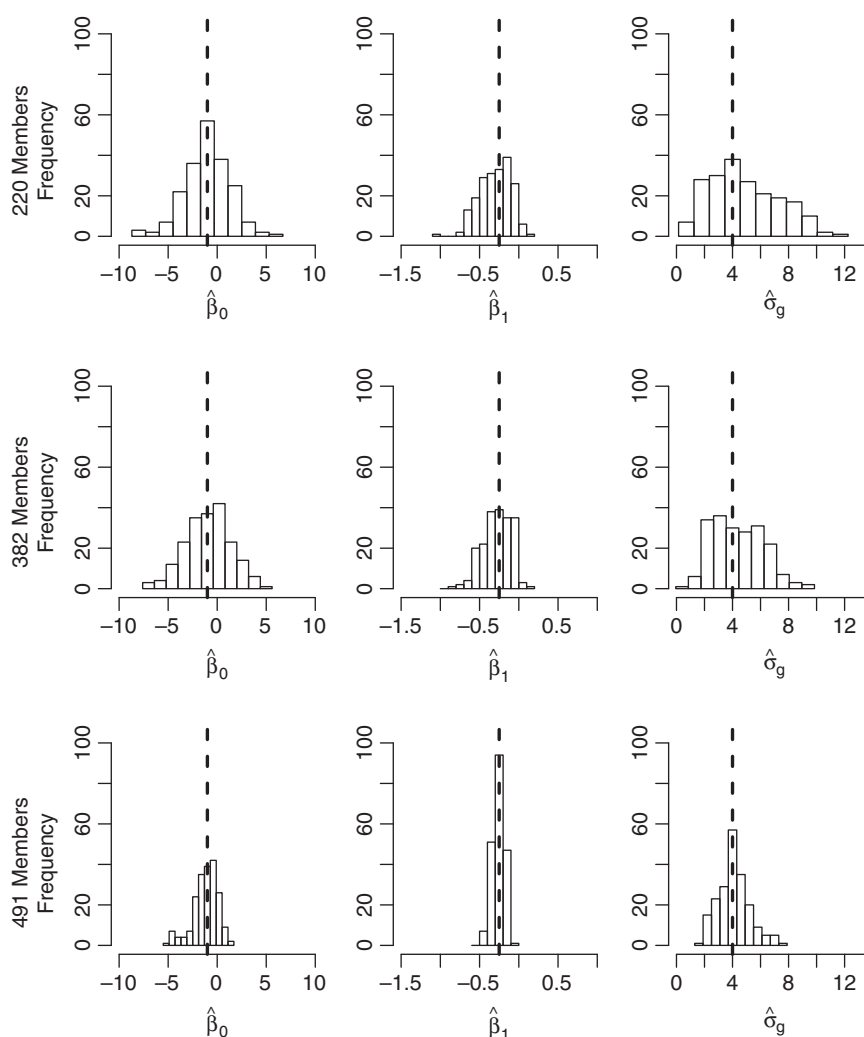 220 Members
Frequency
0 20 60 100
−10 −5 0 5 10
β̂0
0 20 60 100
−1.5 −0.5 0.5
β̂1
0 20 60 100
0 4 8 12
σ̂g
382 Members
Frequency
0 20 60 100
−10 −5 0 5 10
β̂0
0 20 60 100
−1.5 −0.5 0.5
β̂1
0 20 60 100
0 4 8 12
σ̂g
491 Members
Frequency
0 20 60 100
−10 −5 0 5 10
β̂0
0 20 60 100
−1.5 −0.5 0.5
β̂1
0 20 60 100
0 4 8 12
σ̂g